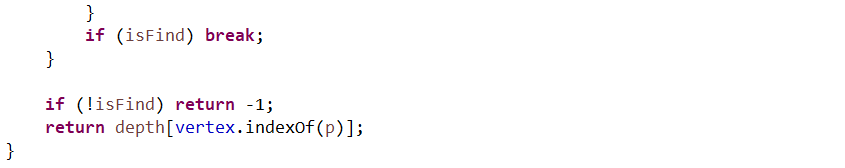 }
if (isFind) break;
}
if (!isFind) return -1;
return depth[vertex.indexOf(p)];
}